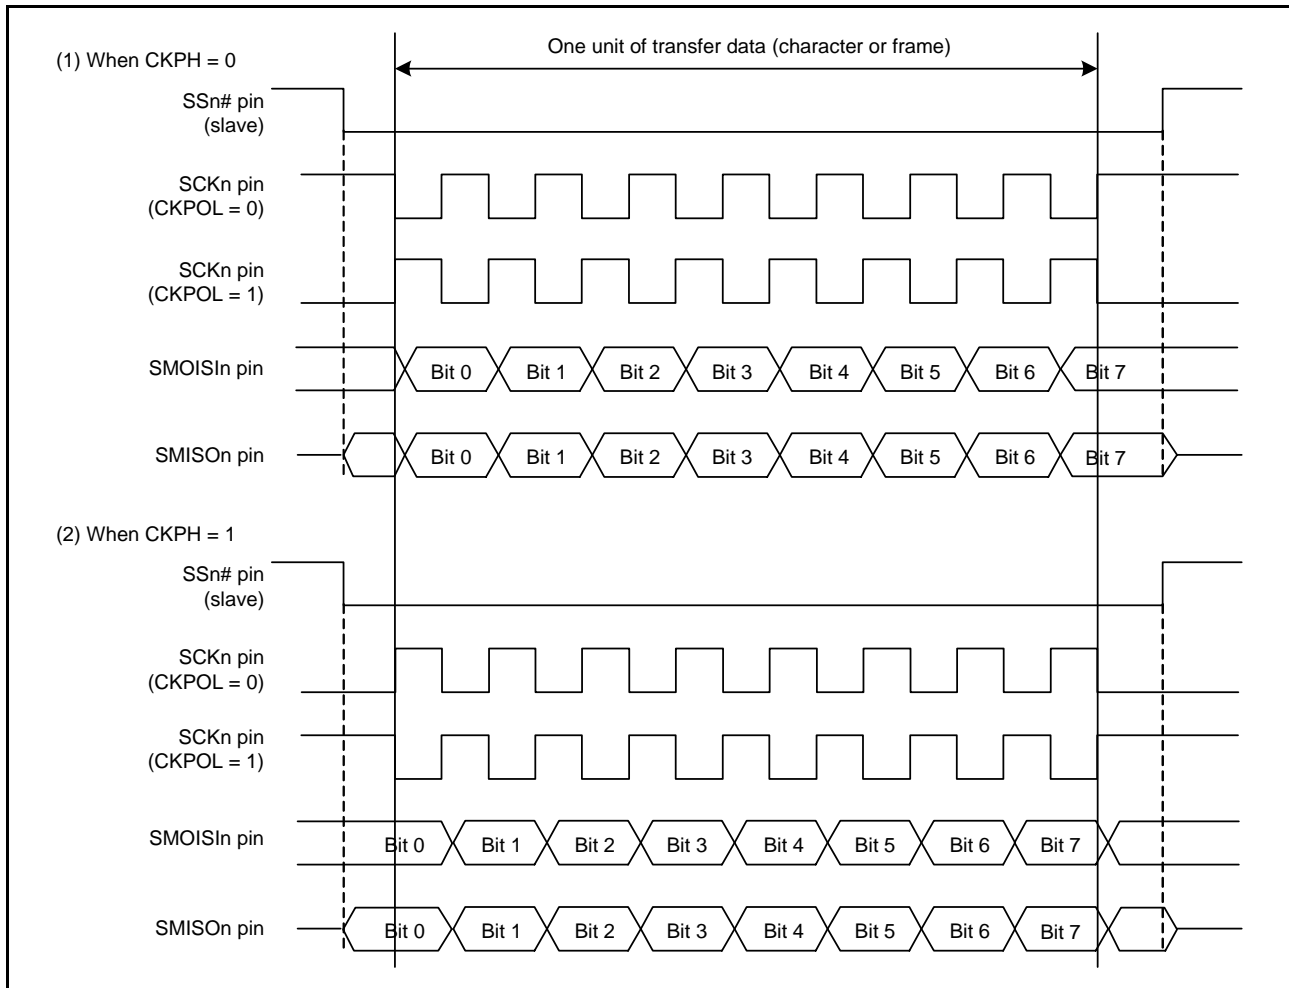 One unit of transfer data (character or frame)
(1) When CKPH = 0
SSn# pin
(slave)
SCKn pin
(CKPOL = 0)
SCKn pin
(CKPOL = 1)
SMOISIn pin
Bit 0 Bit 1 Bit 2 Bit 3 Bit 4 Bit 5 Bit 6 Bit 7
SMISOn pin
Bit 0 Bit 1 Bit 2 Bit 3 Bit 4 Bit 5 Bit 6 Bit 7
(2) When CKPH = 1
SSn# pin
(slave)
SCKn pin
(CKPOL = 0)
SCKn pin
(CKPOL = 1)
SMOISIn pin
Bit 0 Bit 1 Bit 2 Bit 3 Bit 4 Bit 5 Bit 6 Bit 7
SMISOn pin
Bit 0 Bit 1 Bit 2 Bit 3 Bit 4 Bit 5 Bit 6 Bit 7